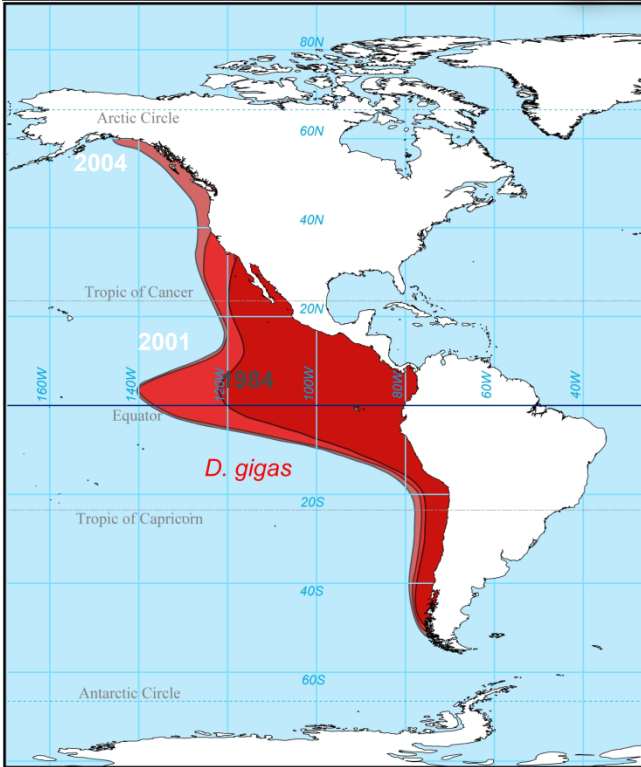 80N
Arctic Circle
60N
2004
40N
Tropic of Cancer
20N
2001
160W
140W
120W
100W
80W
60W
40W
1984
Equator
D. gigas
20S
Tropic of Capricorn
40S
60S
Antarctic Circle